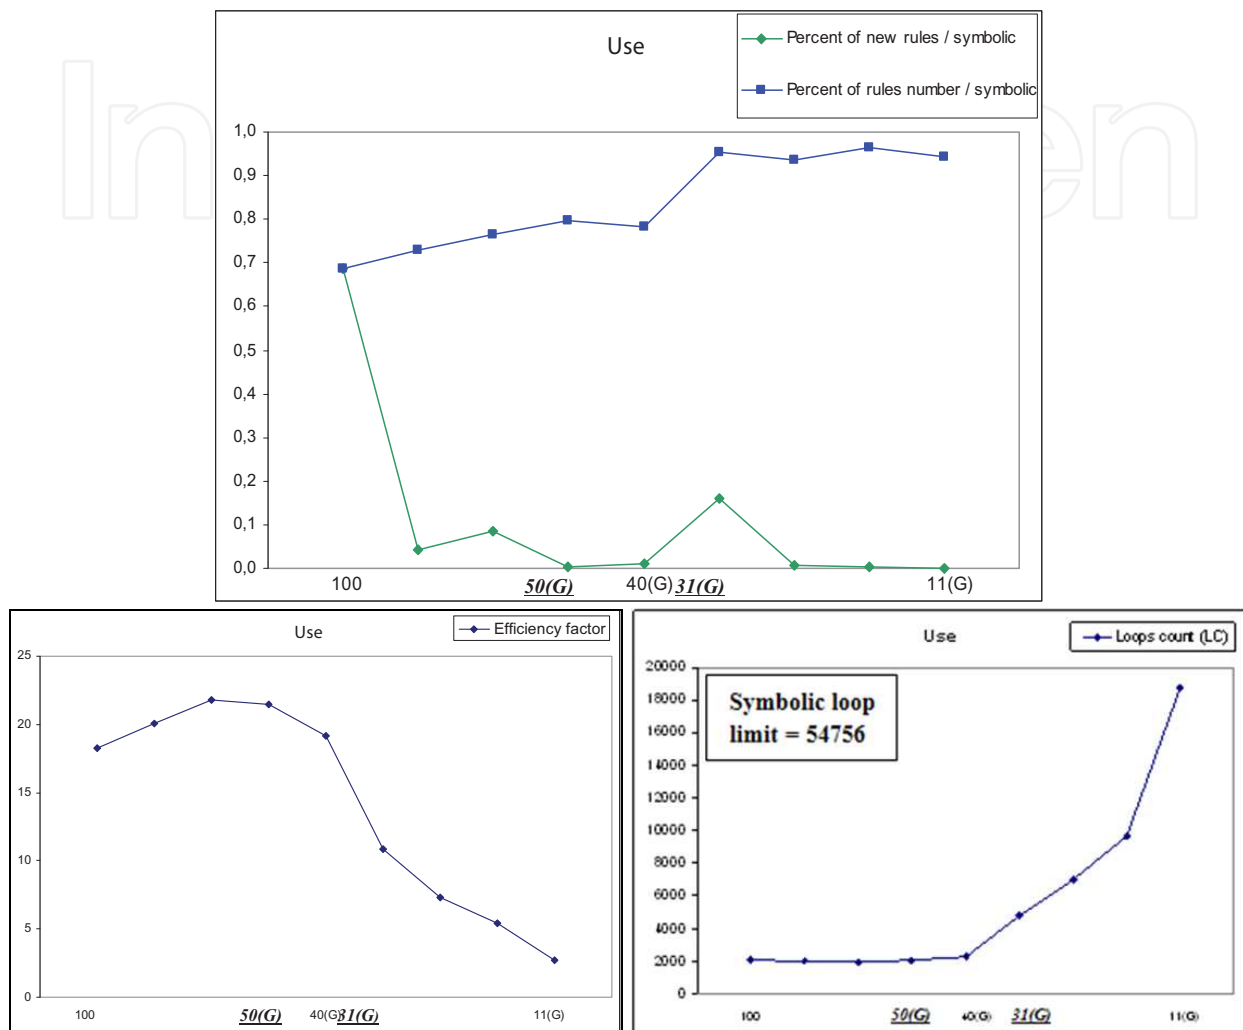 Use
Percent of new rules / symbolic
Percent of rules number / symbolic
1,0
0,9
0,8
0,7
0,6
0,5
0,4
0,3
0,2
0,1
0,0
100 50(G) 40(G) 31(G) 11(G)
Use
Efficiency factor
25
20
15
10
5
0
100 50(G) 40(G) 31(G) 11(G)
Use
Loops count (LC)
Symbolic loop
limit = 54756
20000
18000
16000
14000
12000
10000
8000
6000
4000
2000
0
100 50(G) 40(G) 31(G) 11(G)